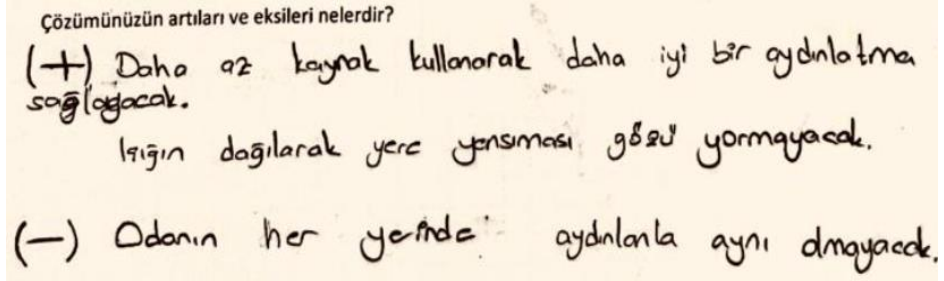 Çözümünüzün artıları ve eksileri nelerdir?
(+) Daha az kaynak kullanarak daha iyi bir aydınlatma
sağlayacak.
Işığın dağılarak yere yansıması gözü yormayacak.
(−) Odanın her yerinde aydınlanla aynı olmayacak.